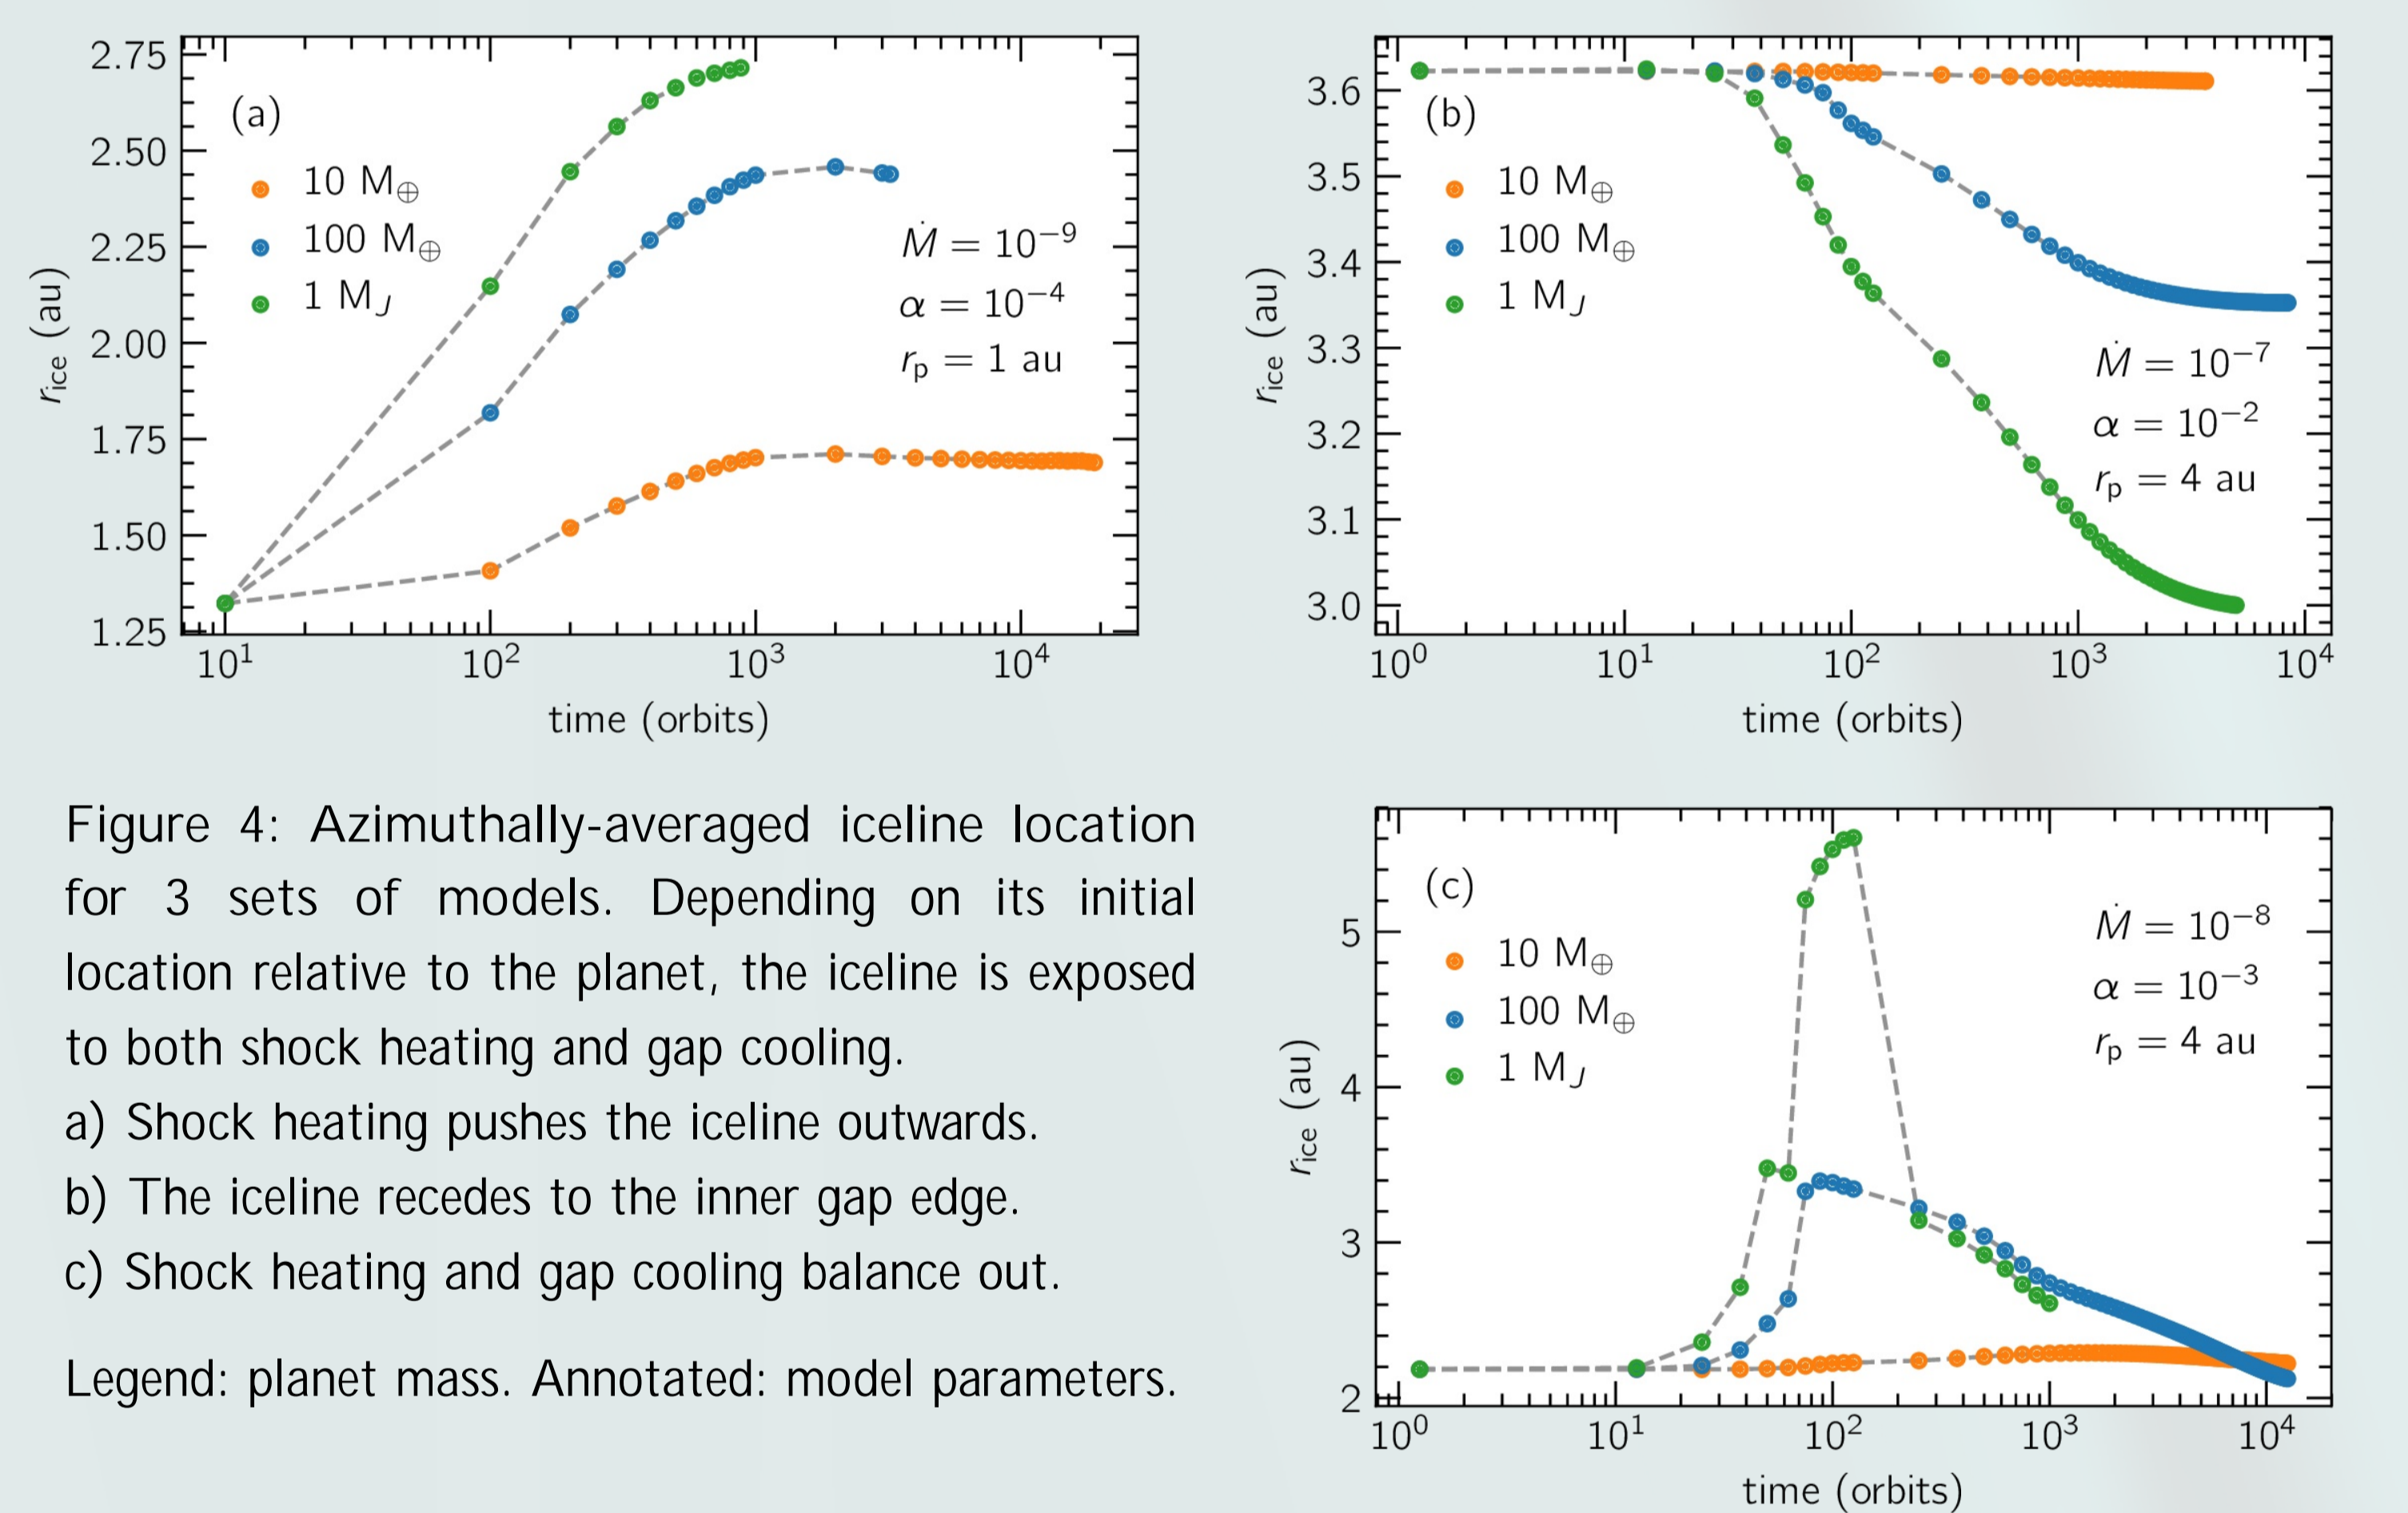 2.75
2.50
2.25
2.00
1.75
1.50
1.25
r_ice (au)
(a)
10 M⊕
100 M⊕
1 M_J
Ṁ = 10⁻⁹
α = 10⁻⁴
r_p = 1 au
10¹ 10² 10³ 10⁴
time (orbits)
3.6
3.5
3.4
3.3
3.2
3.1
3.0
r_ice (au)
(b)
10 M⊕
100 M⊕
1 M_J
Ṁ = 10⁻⁷
α = 10⁻²
r_p = 4 au
10⁰ 10¹ 10² 10³ 10⁴
time (orbits)
Figure 4: Azimuthally-averaged iceline location
for 3 sets of models. Depending on its initial
location relative to the planet, the iceline is exposed
to both shock heating and gap cooling.
a) Shock heating pushes the iceline outwards.
b) The iceline recedes to the inner gap edge.
c) Shock heating and gap cooling balance out.
Legend: planet mass. Annotated: model parameters.
5
4
3
2
r_ice (au)
(c)
10 M⊕
100 M⊕
1 M_J
Ṁ = 10⁻⁸
α = 10⁻³
r_p = 4 au
10⁰ 10¹ 10² 10³ 10⁴
time (orbits)